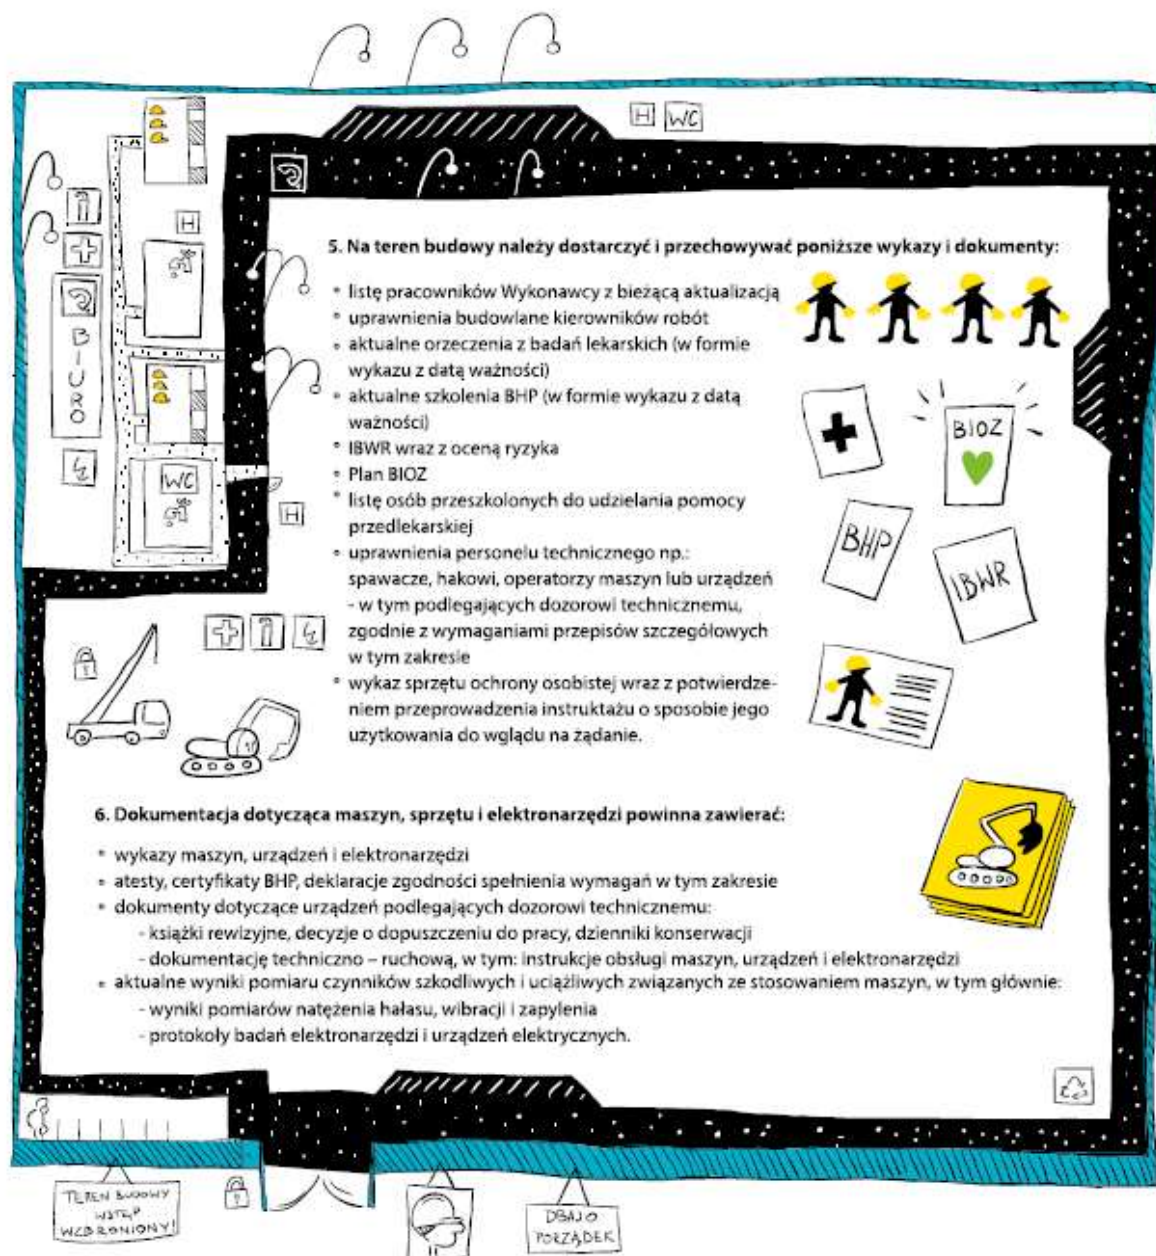 H WC
H
BIURO
WC
H
5. Na teren budowy należy dostarczyć i przechowywać poniższe wykazy i dokumenty:
° listę pracowników Wykonawcy z bieżącą aktualizacją
° uprawnienia budowlane kierowników robót
° aktualne orzeczenia z badań lekarskich (w formie
wykazu z datą ważności)
° aktualne szkolenia BHP (w formie wykazu z datą
ważności)
° IBWR wraz z oceną ryzyka
° Plan BIOZ
° listę osób przeszkolonych do udzielania pomocy
przedlekarskiej
° uprawnienia personelu technicznego np.:
spawacze, hakowi, operatorzy maszyn lub urządzeń
- w tym podlegających dozorowi technicznemu,
zgodnie z wymaganiami przepisów szczegółowych
w tym zakresie
° wykaz sprzętu ochrony osobistej wraz z potwierdze-
niem przeprowadzenia instruktażu o sposobie jego
użytkowania do wglądu na żądanie.
BIOZ
BHP
IBWR
6. Dokumentacja dotycząca maszyn, sprzętu i elektronarzędzi powinna zawierać:
° wykazy maszyn, urządzeń i elektronarzędzi
° atesty, certyfikaty BHP, deklaracje zgodności spełnienia wymagań w tym zakresie
° dokumenty dotyczące urządzeń podlegających dozorowi technicznemu:
- książki rewizyjne, decyzje o dopuszczeniu do pracy, dzienniki konserwacji
- dokumentację techniczno – ruchową, w tym: instrukcje obsługi maszyn, urządzeń i elektronarzędzi
° aktualne wyniki pomiaru czynników szkodliwych i uciążliwych związanych ze stosowaniem maszyn, w tym głównie:
- wyniki pomiarów natężenia hałasu, wibracji i zapylenia
- protokoły badań elektronarzędzi i urządzeń elektrycznych.
TEREN BUDOWY
WSTĘP
WZBRONIONY!
DBAJ O
PORZĄDEK